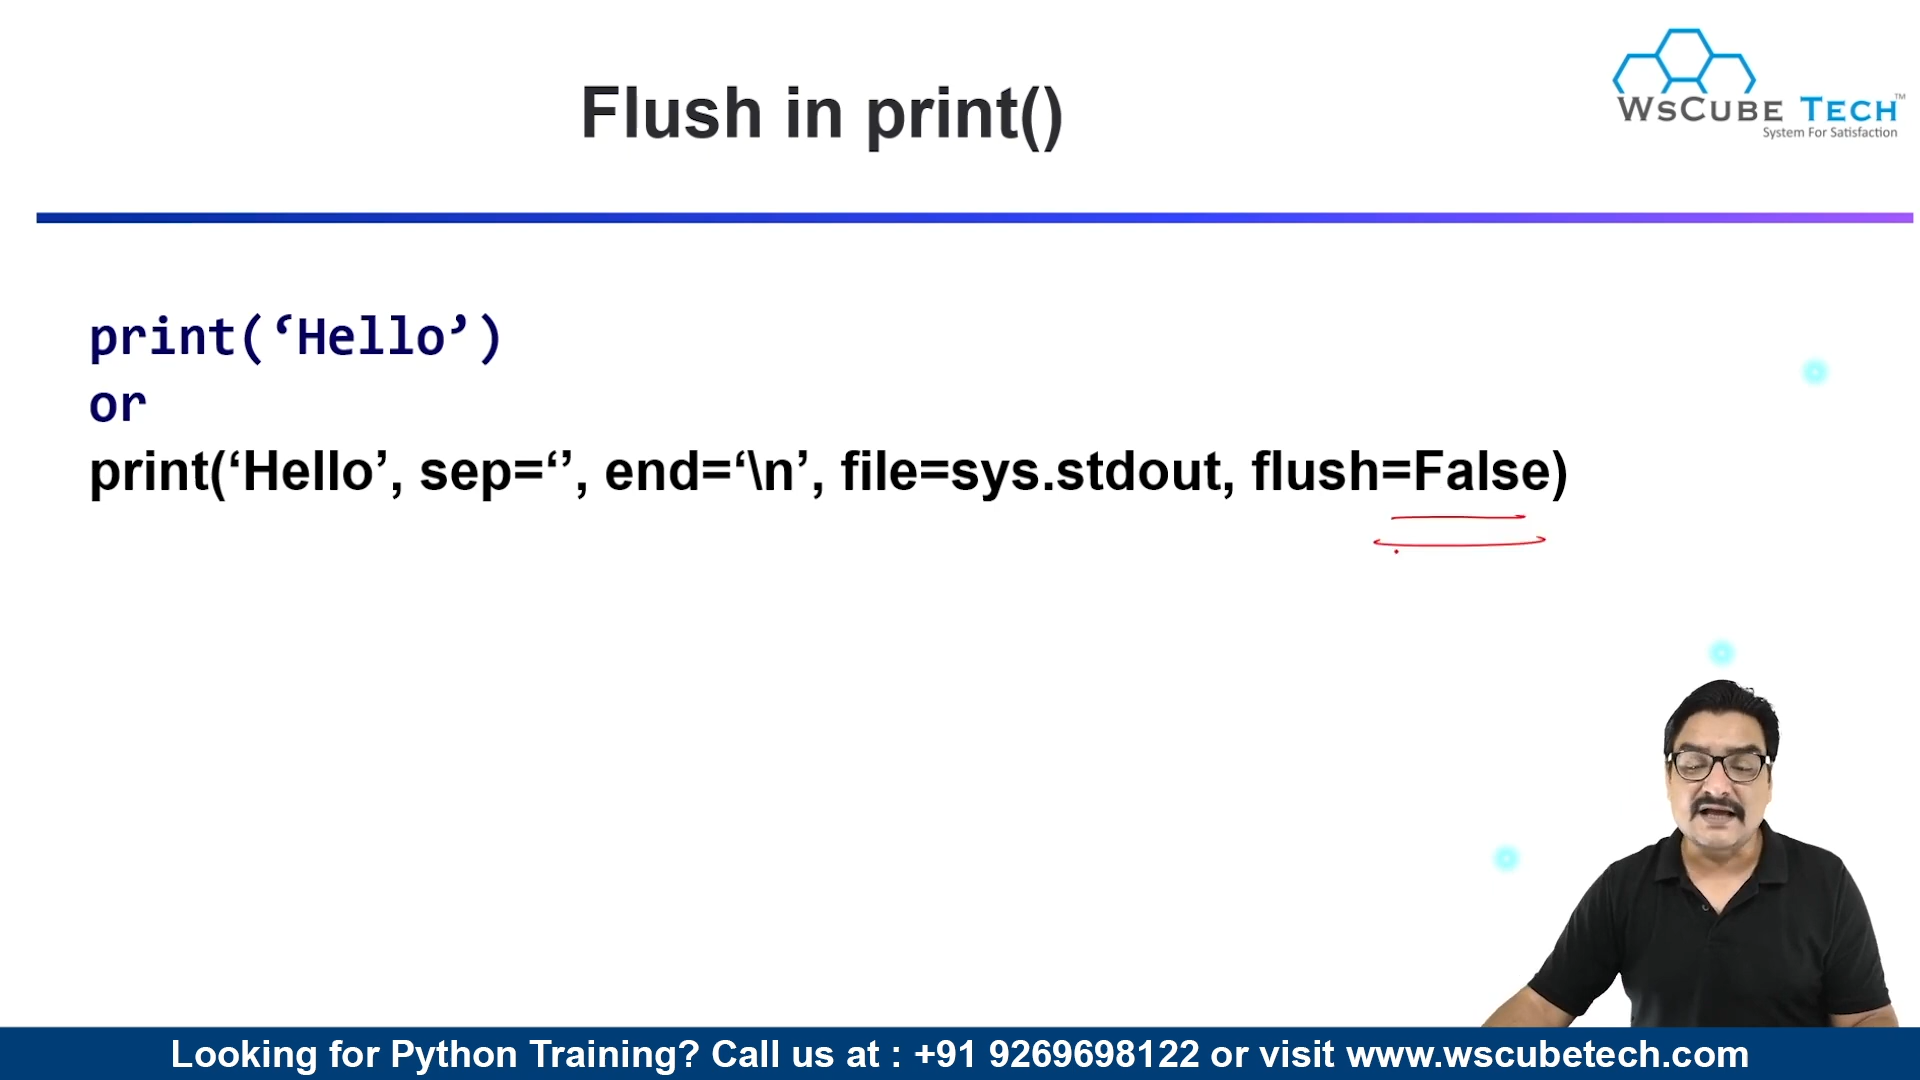 Flush in print()
WSCUBE TECH™
System For Satisfaction
print(‘Hello’)
or
print(‘Hello’, sep=‘’, end=‘\n’, file=sys.stdout, flush=False)
Looking for Python Training? Call us at : +91 9269698122 or visit www.wscubetech.com